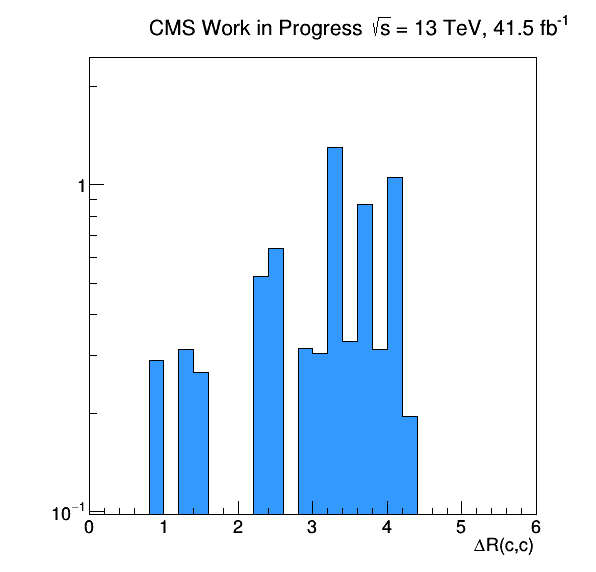 CMS Work in Progress √s = 13 TeV, 41.5 fb⁻¹
1
10⁻¹
0 1 2 3 4 5 6
ΔR(c,c)